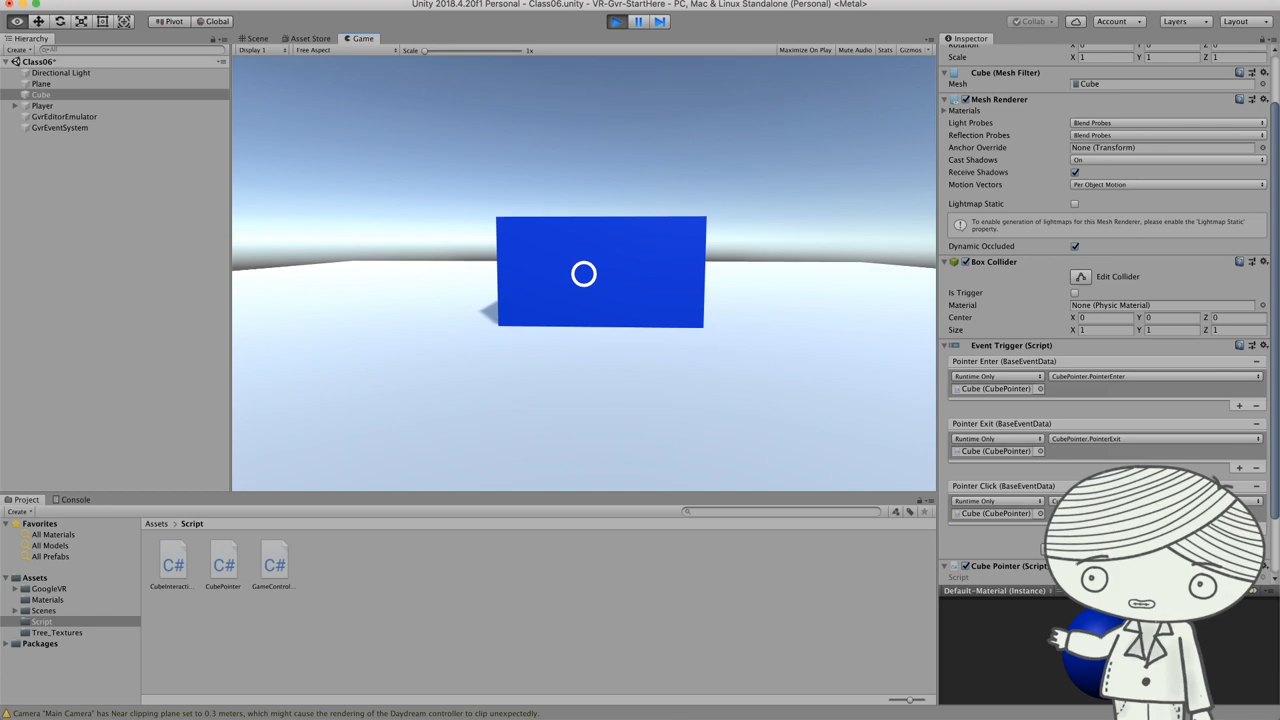 Unity 2018.4.20f1 Personal - Class06.unity - VR-Gvr-StartHere - PC, Mac & Linux Standalone (Personal) <Metal>
Pivot
Global
Collab
Account
Layers
Layout
Hierarchy
Create
All
Class06*
Directional Light
Plane
Cube
Player
GvrEditorEmulator
GvrEventSystem
Scene
Asset Store
Game
Display 1
Free Aspect
Scale
1x
Maximize On Play
Mute Audio
Stats
Gizmos
Inspector
Rotation
Scale
X 1
Y 1
Z 1
Cube (Mesh Filter)
Mesh
Cube
Mesh Renderer
Materials
Light Probes
Blend Probes
Reflection Probes
Blend Probes
Anchor Override
None (Transform)
Cast Shadows
On
Receive Shadows
Motion Vectors
Per Object Motion
Lightmap Static
To enable generation of lightmaps for this Mesh Renderer, please enable the 'Lightmap Static'
property.
Dynamic Occluded
Box Collider
Edit Collider
Is Trigger
Material
None (Physic Material)
Center
X 0
Y 0
Z 0
Size
X 1
Y 1
Z 1
Event Trigger (Script)
Pointer Enter (BaseEventData)
Runtime Only
CubePointer.PointerEnter
Cube (CubePointer)
Pointer Exit (BaseEventData)
Runtime Only
CubePointer.PointerExit
Cube (CubePointer)
Pointer Click (BaseEventData)
Runtime Only
Cube (CubePointer)
Cube Pointer (Script)
Script
Default-Material (Instance)
Project
Console
Create
Favorites
All Materials
All Models
All Prefabs
Assets
GoogleVR
Materials
Scenes
Script
Tree_Textures
Packages
Assets
Script
C#
C#
C#
CubeInteracti...
CubePointer
GameControl...
Camera "Main Camera" has Near clipping plane set to 0.3 meters, which might cause the rendering of the Daydream controller to clip unexpectedly.